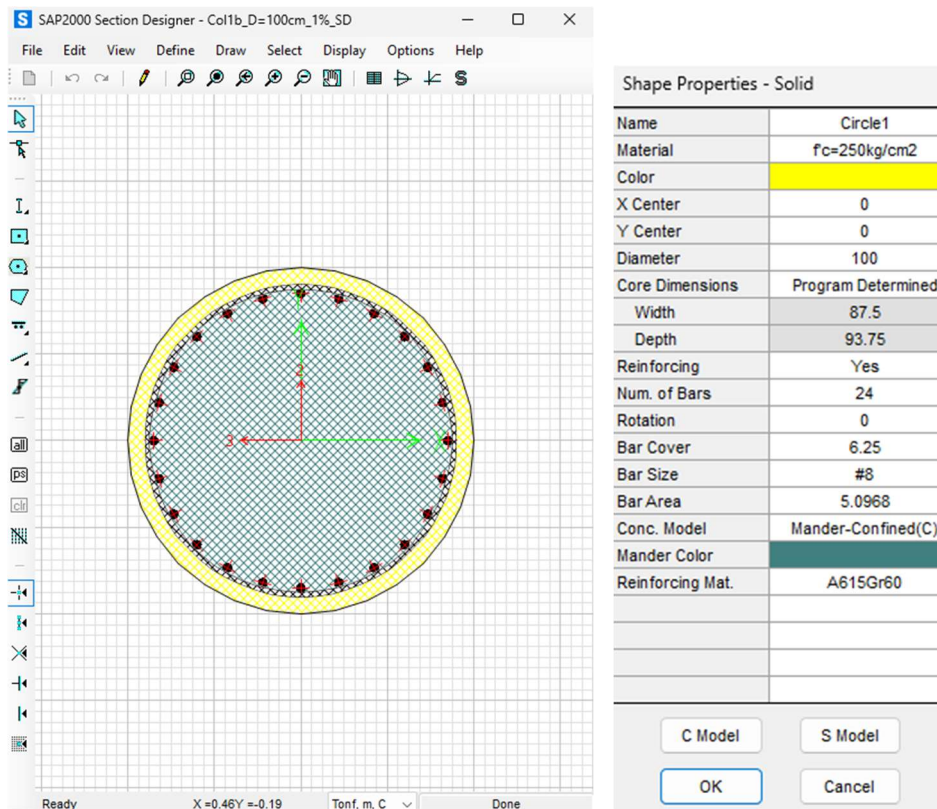 SAP2000 Section Designer - Col1b_D=100cm_1%_SD
File Edit View Define Draw Select Display Options Help
all
ps
clr
2
3
X
Ready X =0.46Y =-0.19 Tonf, m, C Done
Shape Properties - Solid
Name Circle1
Material f'c=250kg/cm2
Color
X Center 0
Y Center 0
Diameter 100
Core Dimensions Program Determined
Width 87.5
Depth 93.75
Reinforcing Yes
Num. of Bars 24
Rotation 0
Bar Cover 6.25
Bar Size #8
Bar Area 5.0968
Conc. Model Mander-Confined(C)
Mander Color
Reinforcing Mat. A615Gr60
C Model S Model
OK Cancel